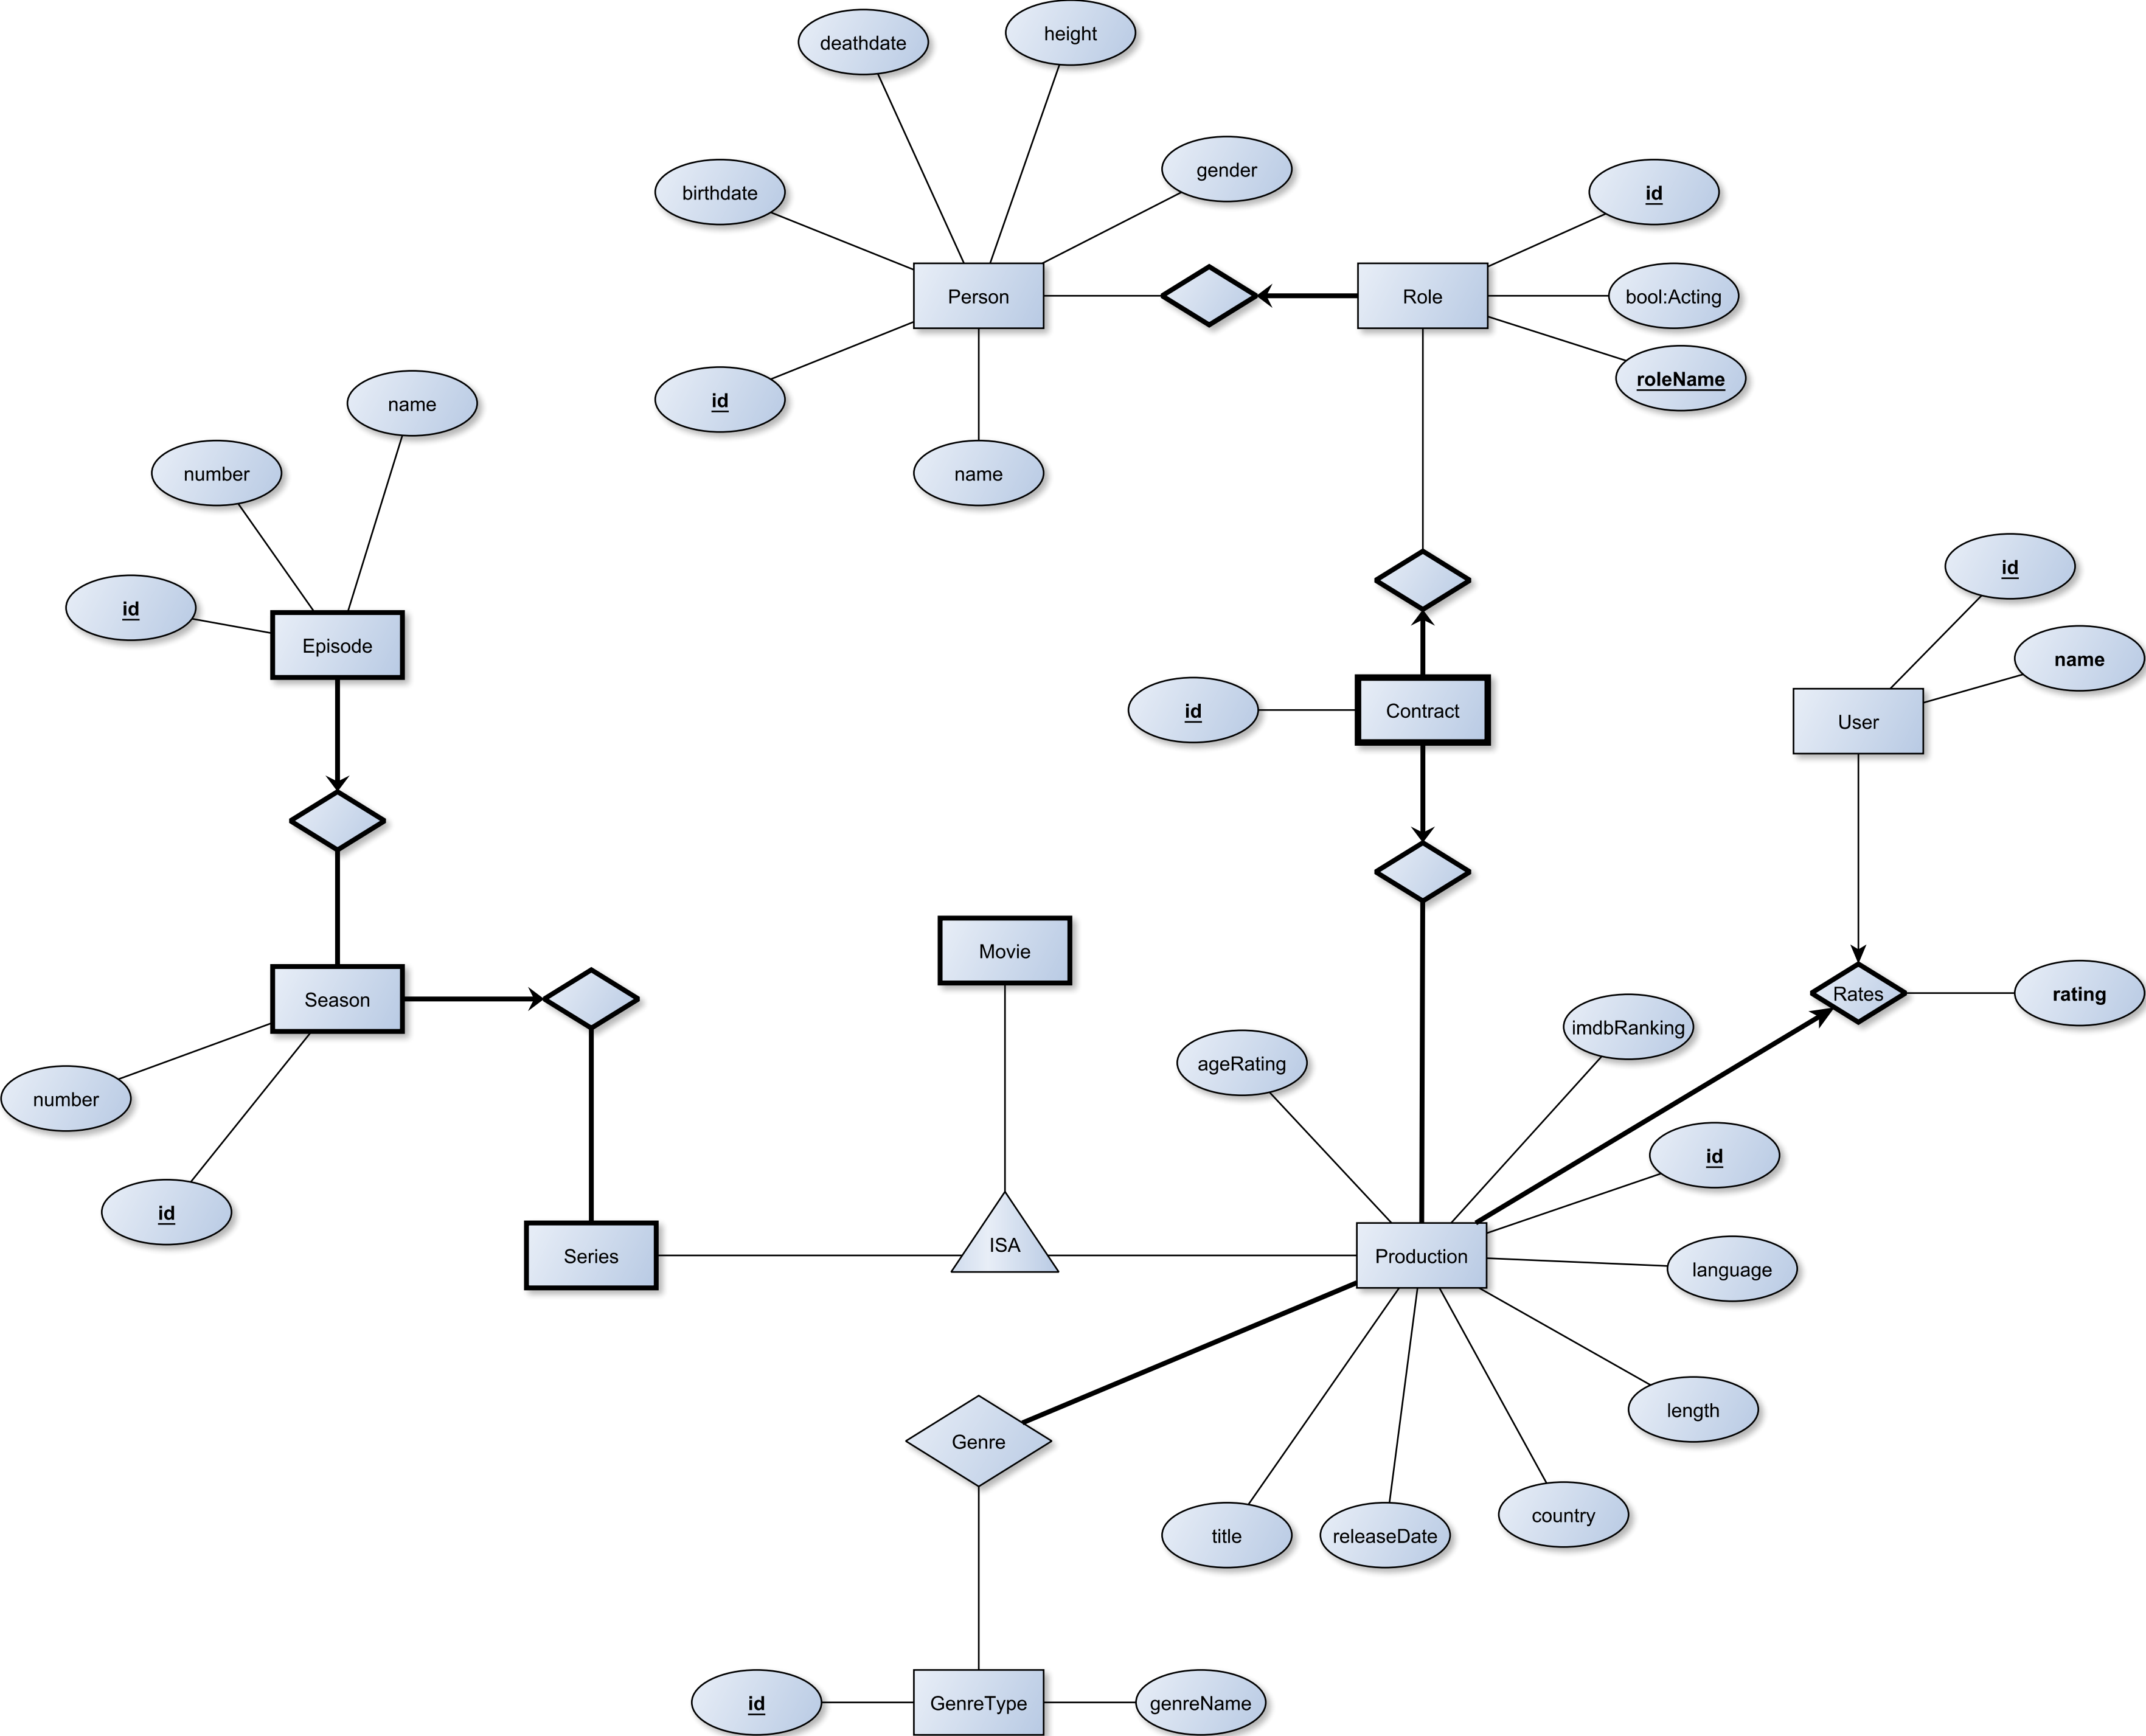 height
deathdate
gender
birthdate
id
Person
Role
bool:Acting
roleName
id
name
name
number
id
id
Episode
name
Contract
id
User
Movie
rating
Rates
Season
imdbRanking
ageRating
number
id
id
ISA
Series
Production
language
length
Genre
country
title
releaseDate
id
GenreType
genreName